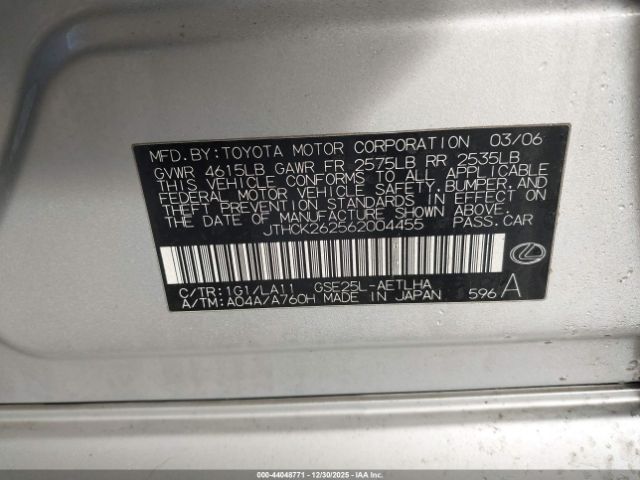 MFD.BY:TOYOTA MOTOR CORPORATION 03/06
GVWR 4615LB GAWR FR 2575LB RR 2535LB
THIS VEHICLE CONFORMS TO ALL APPLICABLE
FEDERAL MOTOR VEHICLE SAFETY,BUMPER,AND
THEFT PREVENTION STANDARDS IN EFFECT ON
THE DATE OF MANUFACTURE SHOWN ABOVE.
JTHCK262562004455 PASS.CAR
C/TR:1G1/LA11 GSE25L-AETLHA
A/TM:A04A/A760H MADE IN JAPAN 596 A
000-44048771 - 12/30/2025 - IAAI.COM